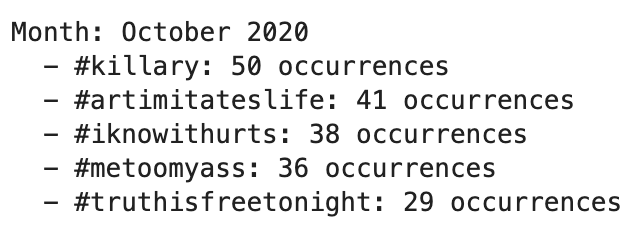 Month: October 2020
– #killary: 50 occurrences
– #artimitateslife: 41 occurrences
– #iknowithurts: 38 occurrences
– #metoomyass: 36 occurrences
– #truthisfreetonight: 29 occurrences